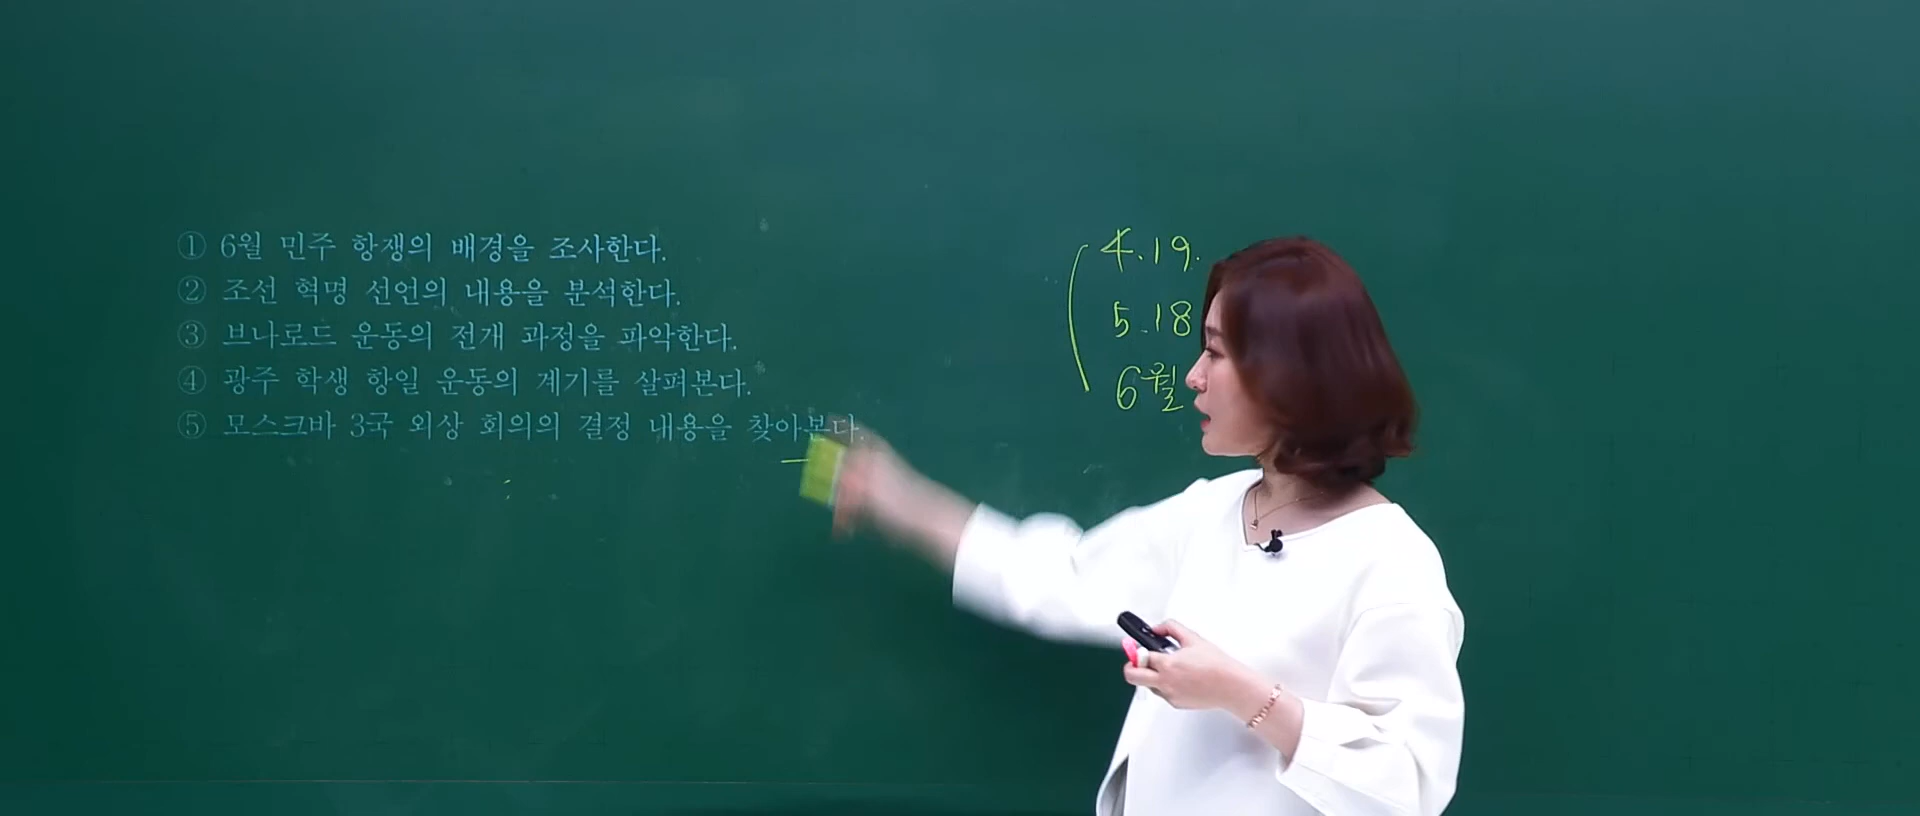 ① 6월 민주 항쟁의 배경을 조사한다.
② 조선 혁명 선언의 내용을 분석한다.
③ 브나로드 운동의 전개 과정을 파악한다.
④ 광주 학생 항일 운동의 계기를 살펴본다.
⑤ 모스크바 3국 외상 회의의 결정 내용을 찾아본다.
4.19.
5.18
6월